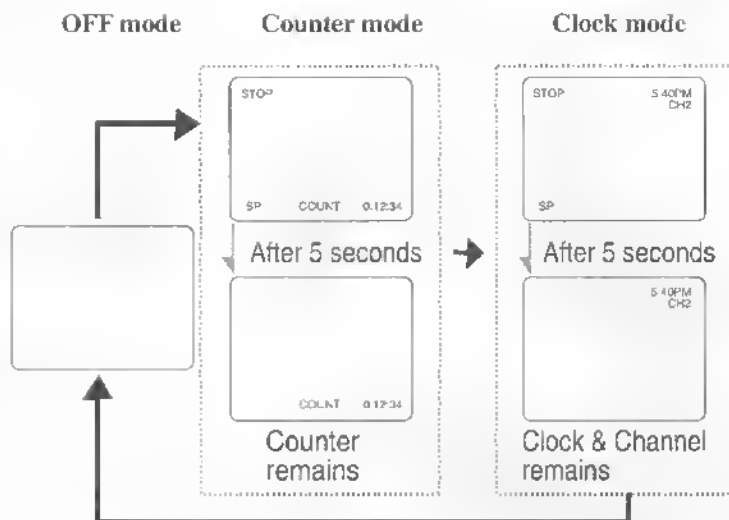 OFF mode
Counter mode
Clock mode
STOP
SP COUNT 0:12:34
After 5 seconds
COUNT 0:12:34
Counter
remains
STOP 5:40PM
CH2
SP
After 5 seconds
5:40PM
CH2
Clock & Channel
remains